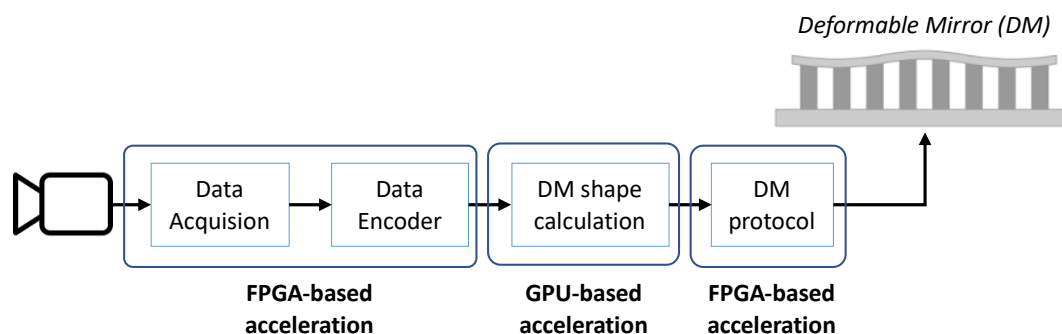 Deformable Mirror (DM)
Data
Acquision
Data
Encoder
DM shape
calculation
DM
protocol
FPGA-based
acceleration
GPU-based
acceleration
FPGA-based
acceleration